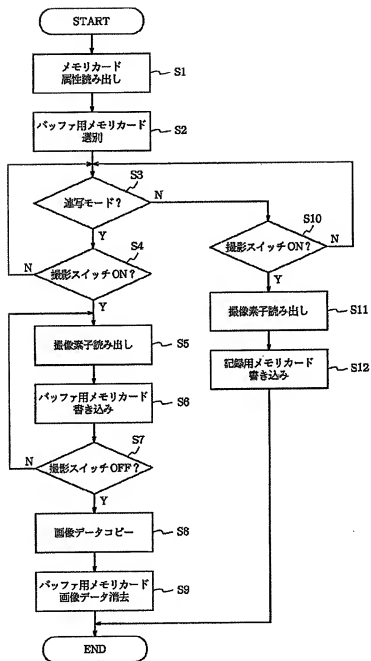 START
メモリカード
属性読み出し
S1
バッファ用メモリカード
選別
S2
S3
連写モード?
N
Y
S4
撮影スイッチON?
N
Y
S10
撮影スイッチON?
N
Y
撮像素子読み出し
S11
記録用メモリカード
書き込み
S12
撮像素子読み出し
S5
バッファ用メモリカード
書き込み
S6
S7
撮影スイッチOFF?
N
Y
画像データコピー
S8
バッファ用メモリカード
画像データ消去
S9
END